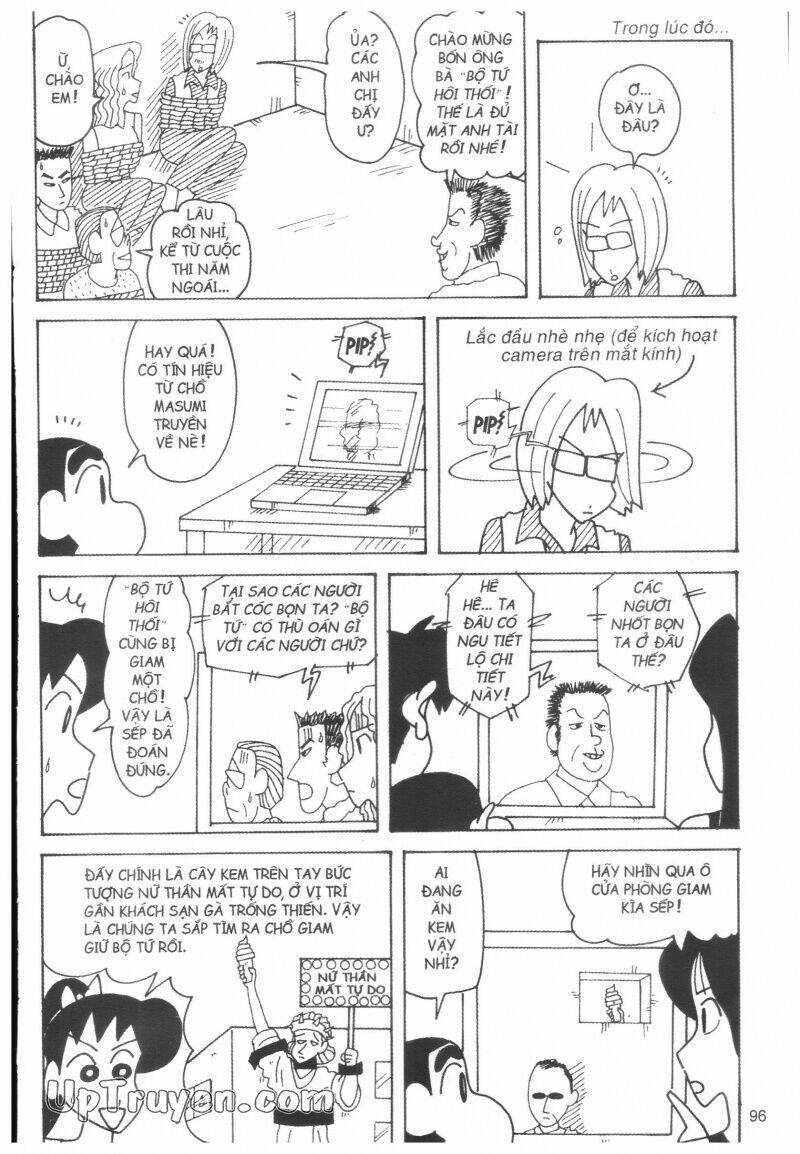 Trong lúc đó...
Ơ...
ĐÂY LÀ
ĐÂU?
CHÀO MỪNG
BỐN ÔNG
BÀ "BỘ TỨ
HÔI THỐI"!
THẾ LÀ ĐỦ
MẶT ANH TÀI
RỒI NHÉ!
ỦA?
CÁC
ANH
CHỊ
ĐẤY
Ư?
Ừ,
CHÀO
EM!
LÂU
RỒI NHỈ,
KỂ TỪ CUỘC
THI NĂM
NGOÁI...
Lắc đầu nhè nhẹ (để kích hoạt
camera trên mắt kính)
PIP!
PIP!
HAY QUÁ!
CÓ TÍN HIỆU
TỪ CHỖ
MASUMI
TRUYỀN
VỀ NÈ!
CÁC
NGƯỜI
NHỐT BỌN
TA Ở ĐÂU
THẾ?
HÊ
HÊ... TA
ĐÂU CÓ
NGU TIẾT
LỘ CHI
TIẾT
NÀY!
TẠI SAO CÁC NGƯỜI
BẮT CÓC BỌN TA? "BỘ
TỨ" CÓ THÙ OÁN GÌ
VỚI CÁC NGƯỜI CHỨ?
"BỘ TỨ
HÔI
THỐI"
CÙNG BỊ
GIAM
MỘT
CHỖ!
VẬY LÀ
SẾP ĐÃ
ĐOÁN
ĐÚNG.
HÃY NHÌN QUA Ô
CỬA PHÒNG GIAM
KÌA SẾP!
AI
ĐANG
ĂN
KEM
VẬY
NHỈ?
ĐẤY CHÍNH LÀ CÂY KEM TRÊN TAY BỨC
TƯỢNG NỮ THẦN MẤT TỰ DO, Ở VỊ TRÍ
GẦN KHÁCH SẠN GÀ TRỐNG THIẾN. VẬY
LÀ CHÚNG TA SẮP TÌM RA CHỖ GIAM
GIỮ BỘ TỨ RỒI.
NỮ THẦN
MẤT TỰ DO
UpTruyen.com
96